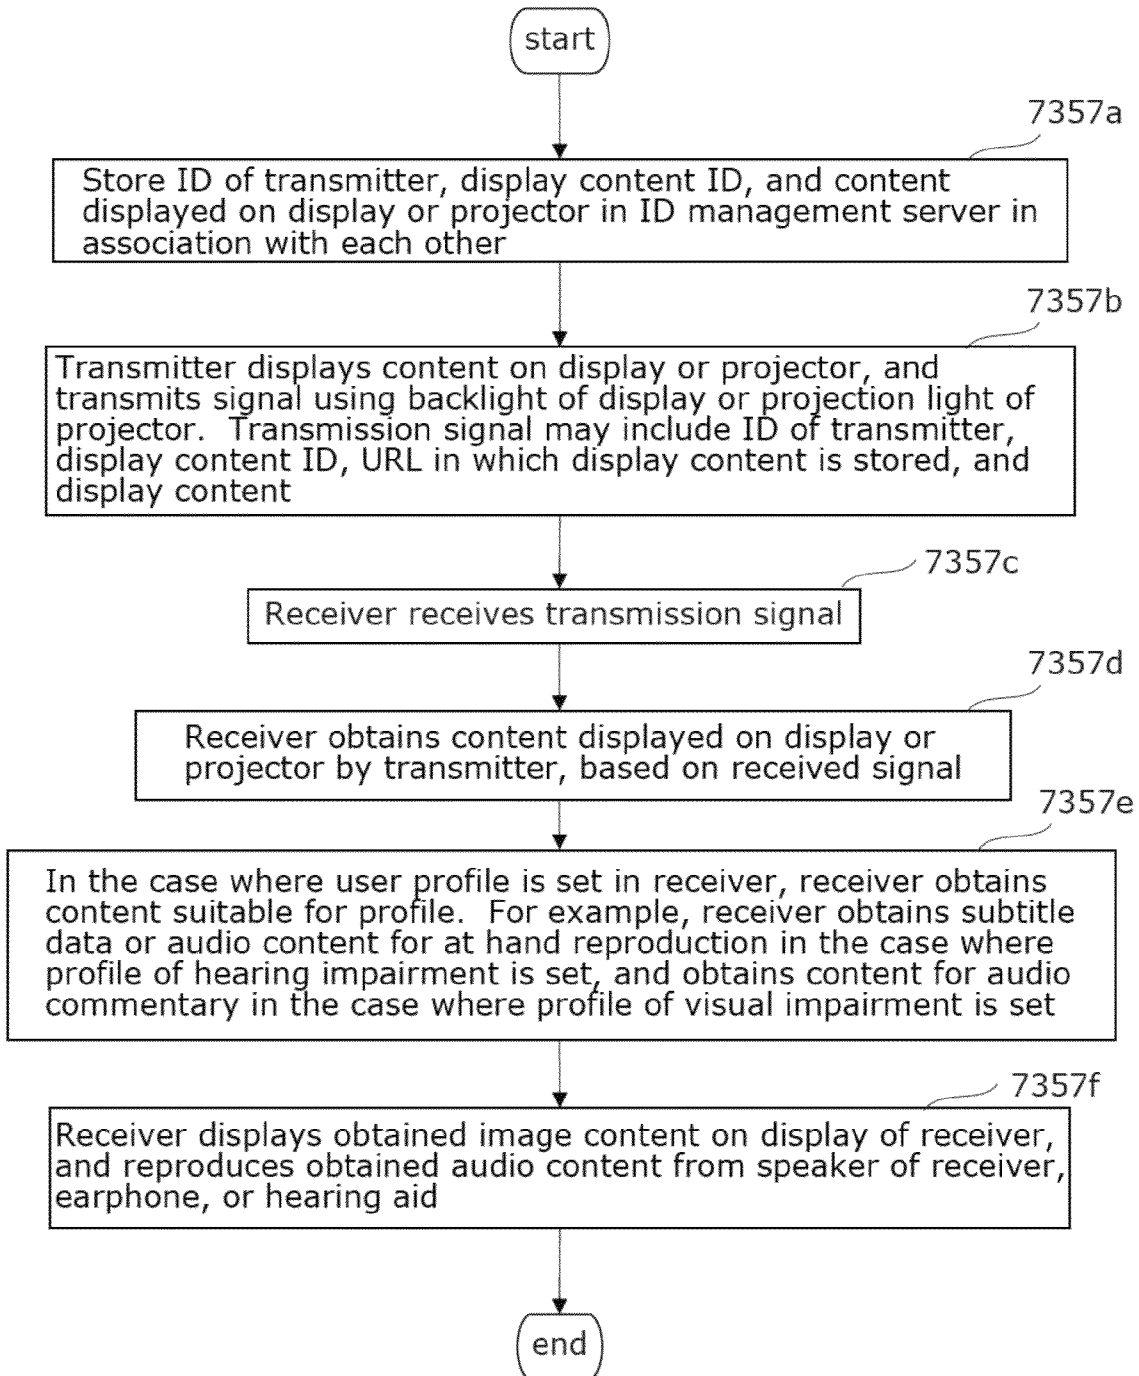 start
7357a
Store ID of transmitter, display content ID, and content
displayed on display or projector in ID management server in
association with each other
7357b
Transmitter displays content on display or projector, and
transmits signal using backlight of display or projection light of
projector.  Transmission signal may include ID of transmitter,
display content ID, URL in which display content is stored, and
display content
7357c
Receiver receives transmission signal
7357d
Receiver obtains content displayed on display or
projector by transmitter, based on received signal
7357e
In the case where user profile is set in receiver, receiver obtains
content suitable for profile.  For example, receiver obtains subtitle
data or audio content for at hand reproduction in the case where
profile of hearing impairment is set, and obtains content for audio
commentary in the case where profile of visual impairment is set
7357f
Receiver displays obtained image content on display of receiver,
and reproduces obtained audio content from speaker of receiver,
earphone, or hearing aid
end